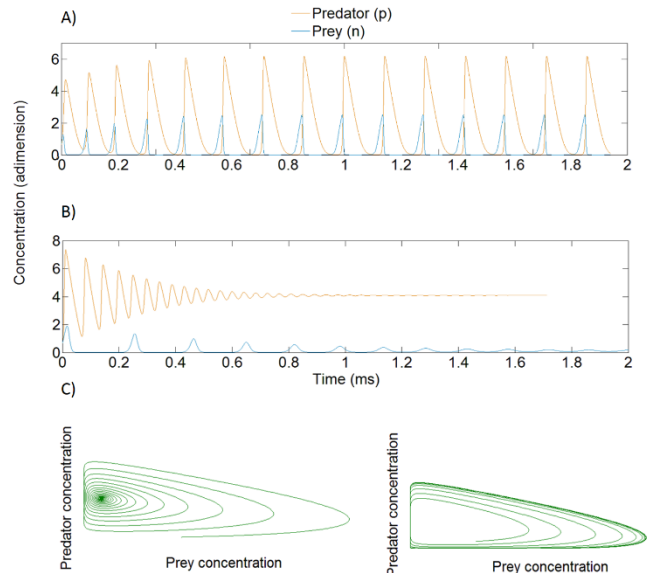 A)
Predator (p)
Prey (n)
Concentration (adimension)
6
4
2
0
0 0.2 0.4 0.6 0.8 1 1.2 1.4 1.6 1.8 2
B)
8
6
4
2
0
0 0.2 0.4 0.6 0.8 1 1.2 1.4 1.6 1.8 2
Time (ms)
C)
Predator concentration
Prey concentration
Predator concentration
Prey concentration